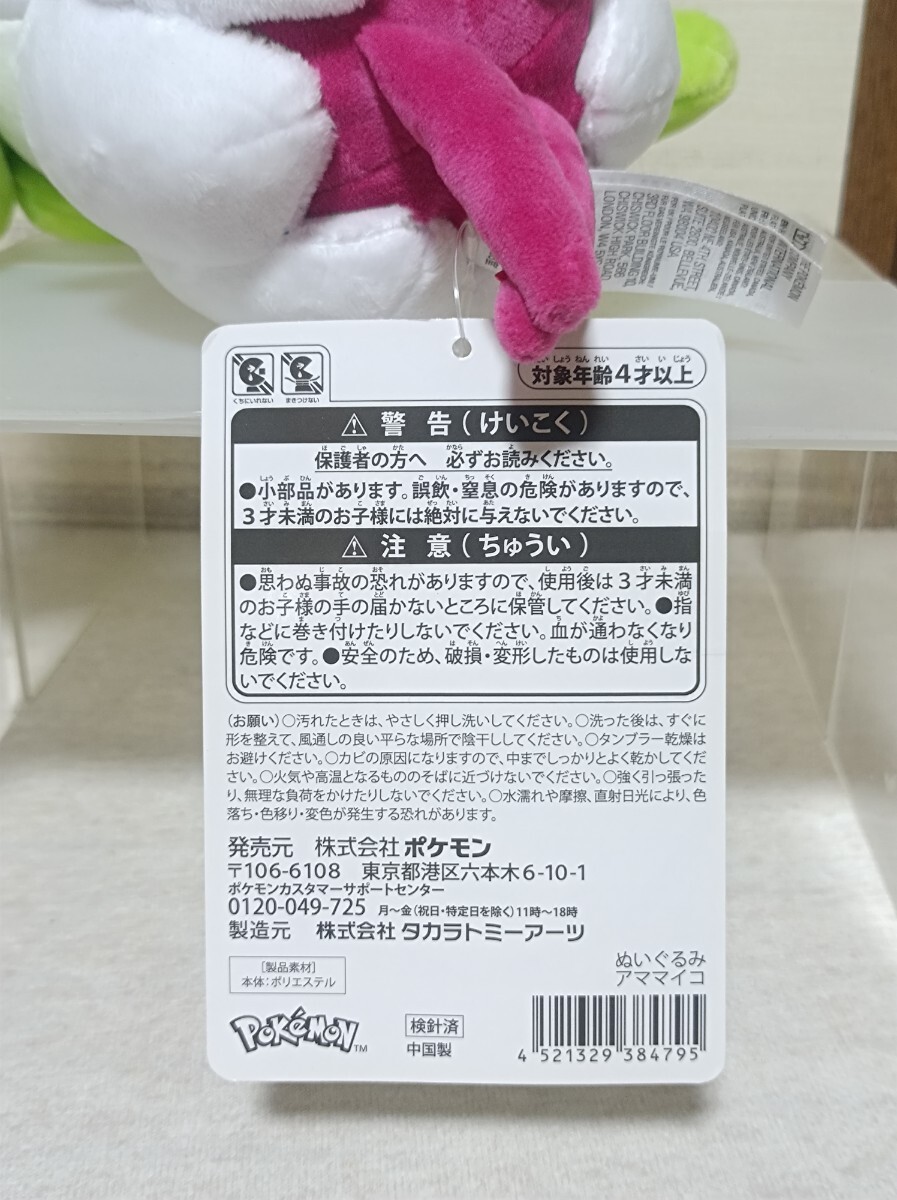 くちにいれない
まきつけない
対象年齢4才以上
⚠ 警 告(けいこく)
保護者の方へ 必ずお読みください。
●小部品があります。誤飲・窒息の危険がありますので、
3才未満のお子様には絶対に与えないでください。
⚠ 注 意(ちゅうい)
●思わぬ事故の恐れがありますので、使用後は3才未満
のお子様の手の届かないところに保管してください。●指
などに巻き付けたりしないでください。血が通わなくなり
危険です。●安全のため、破損・変形したものは使用しな
いでください。
(お願い)○汚れたときは、やさしく押し洗いしてください。○洗った後は、すぐに
形を整えて、風通しの良い平らな場所で陰干ししてください。○タンブラー乾燥は
お避けください。○カビの原因になりますので、中までしっかりとよく乾かしてくだ
さい。○火気や高温となるもののそばに近づけないでください。○強く引っ張った
り、無理な負荷をかけたりしないでください。○水濡れや摩擦、直射日光により、色
落ち・色移り・変色が発生する恐れがあります。
発売元 株式会社ポケモン
〒106-6108 東京都港区六本木6-10-1
ポケモンカスタマーサポートセンター
0120-049-725 月～金(祝日・特定日を除く)11時～18時
製造元 株式会社タカラトミーアーツ
[製品素材]
本体:ポリエステル
ぬいぐるみ
アママイコ
POKéMON™
検針済
中国製
4 521329 384795